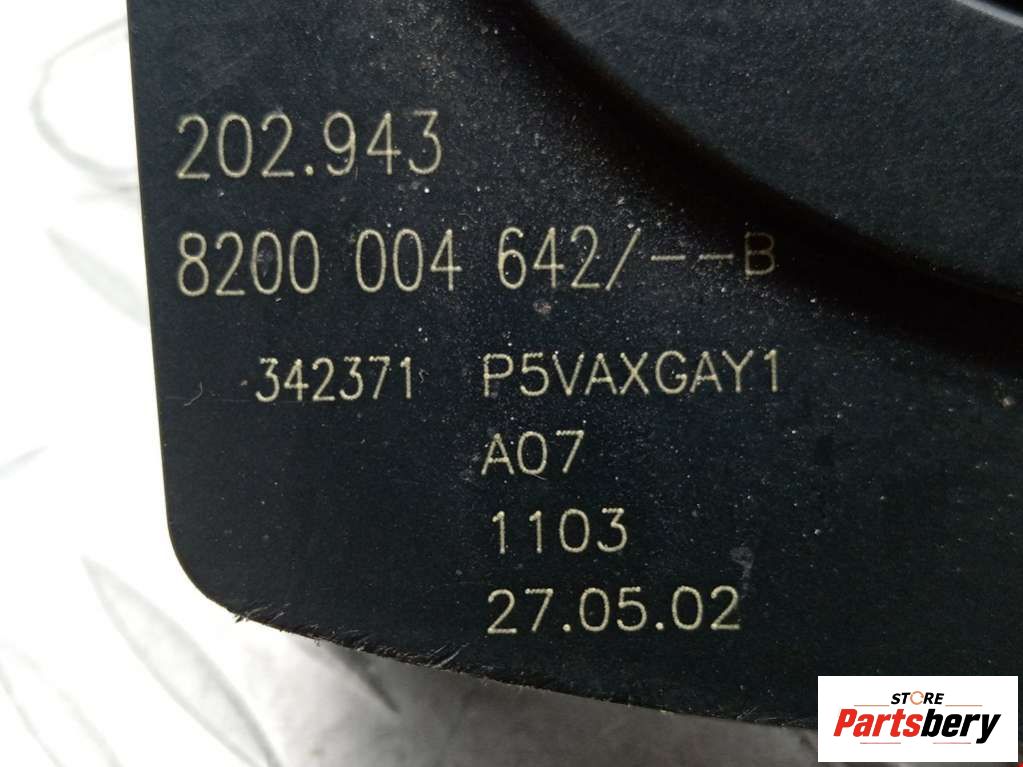 202.943
8200 004 642/--B
342371 P5VAXGAY1
A07
1103
27.05.02
STORE
Partsbery